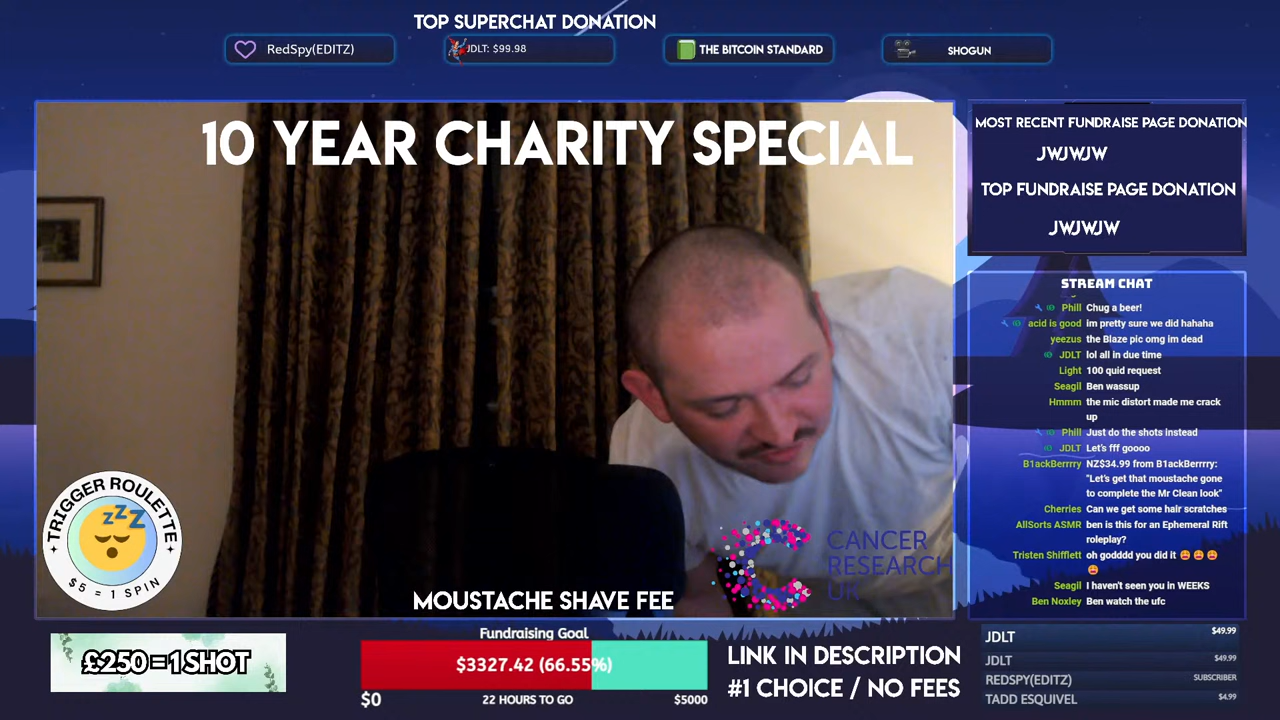 TOP SUPERCHAT DONATION
RedSpy(EDITZ)
JDLT: $99.98
THE BITCOIN STANDARD
SHOGUN
10 YEAR CHARITY SPECIAL
MOST RECENT FUNDRAISE PAGE DONATION
JWJWJW
TOP FUNDRAISE PAGE DONATION
JWJWJW
STREAM CHAT
Phill Chug a beer!
acid is good im pretty sure we did hahaha
yeezus the Blaze pic omg im dead
JDLT lol all in due time
Light 100 quid request
Seagil Ben wassup
Hmmm the mic distort made me crack
up
Phill Just do the shots instead
JDLT Let's fff goooo
B1ackBerrrry NZ$34.99 from B1ackBerrrry:
"Let's get that moustache gone
to complete the Mr Clean look"
Cherries Can we get some hair scratches
AllSorts ASMR ben is this for an Ephemeral Rift
roleplay?
Tristen Shifflett oh godddd you did it
Seagil I haven't seen you in WEEKS
Ben Noxley Ben watch the ufc
TRIGGER ROULETTE
zzz
$5 = 1 SPIN
CANCER
RESEARCH
UK
MOUSTACHE SHAVE FEE
£250 = 1 SHOT
Fundraising Goal
$3327.42 (66.55%)
$0
22 HOURS TO GO
$5000
LINK IN DESCRIPTION
#1 CHOICE / NO FEES
JDLT $49.99
JDLT $49.99
REDSPY(EDITZ) SUBSCRIBER
TADD ESQUIVEL $4.99